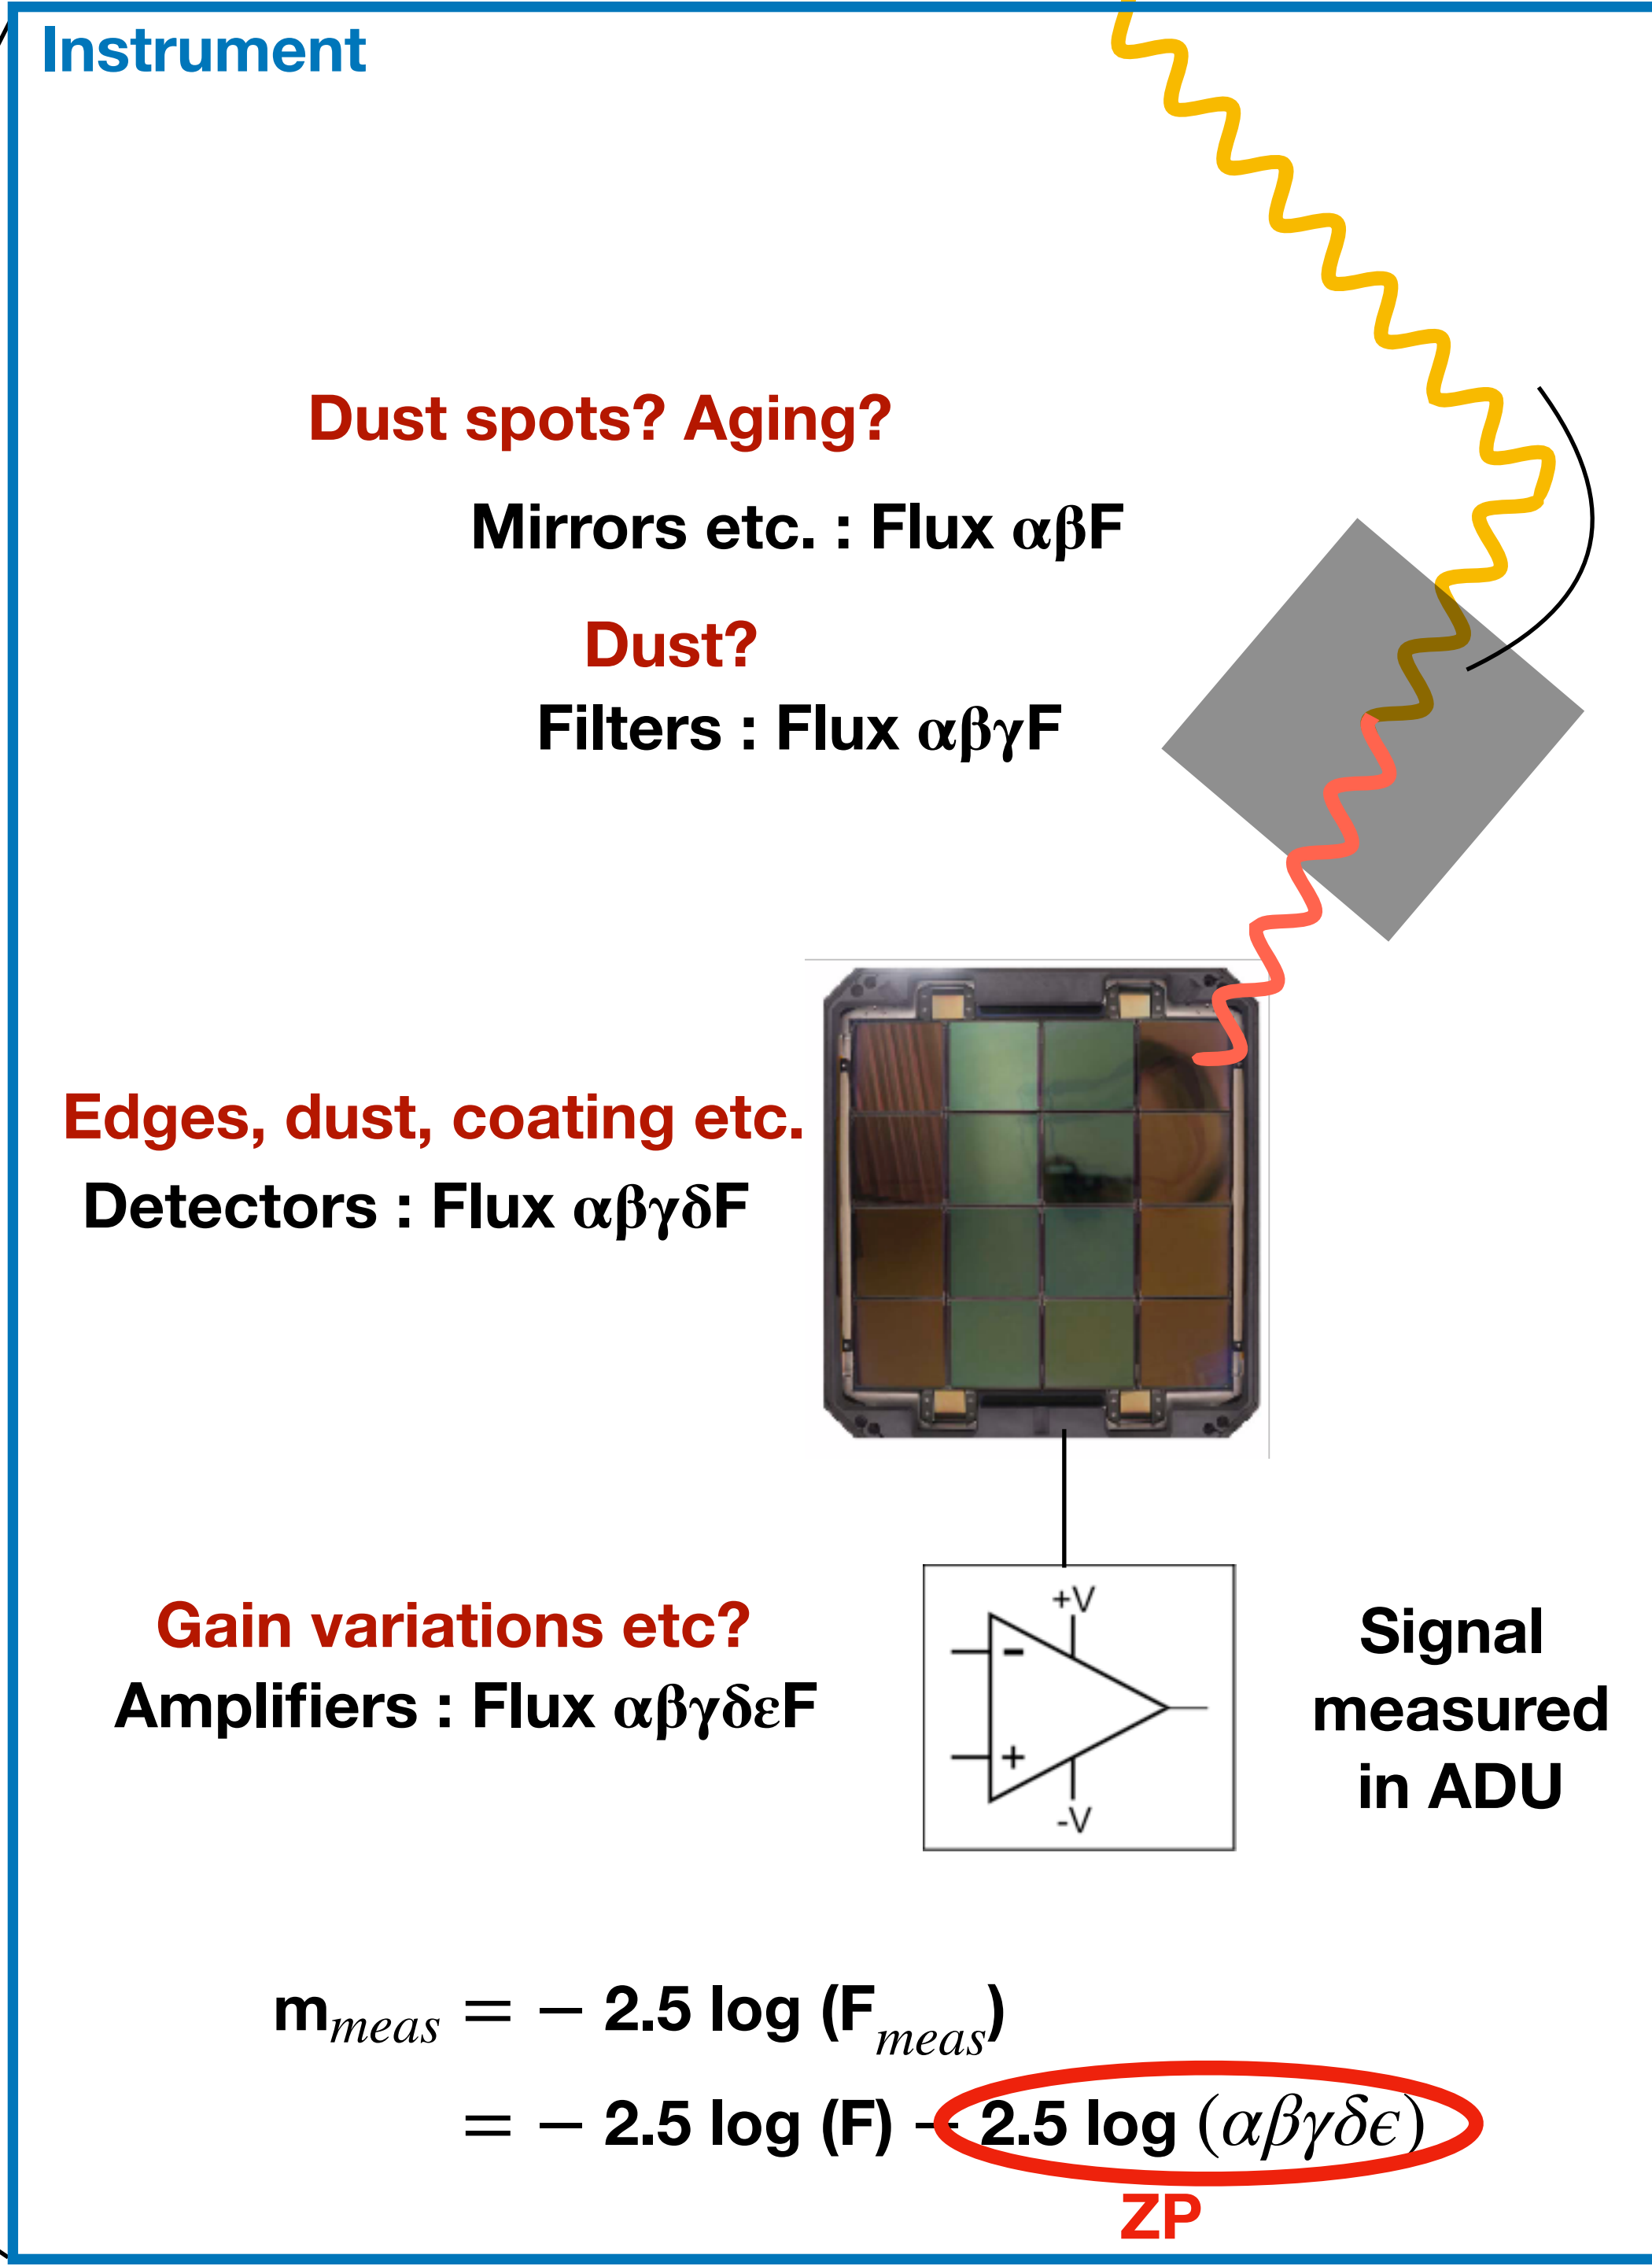 Instrument
Dust spots? Aging?
Mirrors etc. : Flux αβF
Dust?
Filters : Flux αβγF
Edges, dust, coating etc.
Detectors : Flux αβγδF
Gain variations etc?
Amplifiers : Flux αβγδεF
+V
-
+
-V
Signal
measured
in ADU
m_meas = − 2.5 log (F_meas)
= − 2.5 log (F) − 2.5 log (αβγδϵ)
ZP